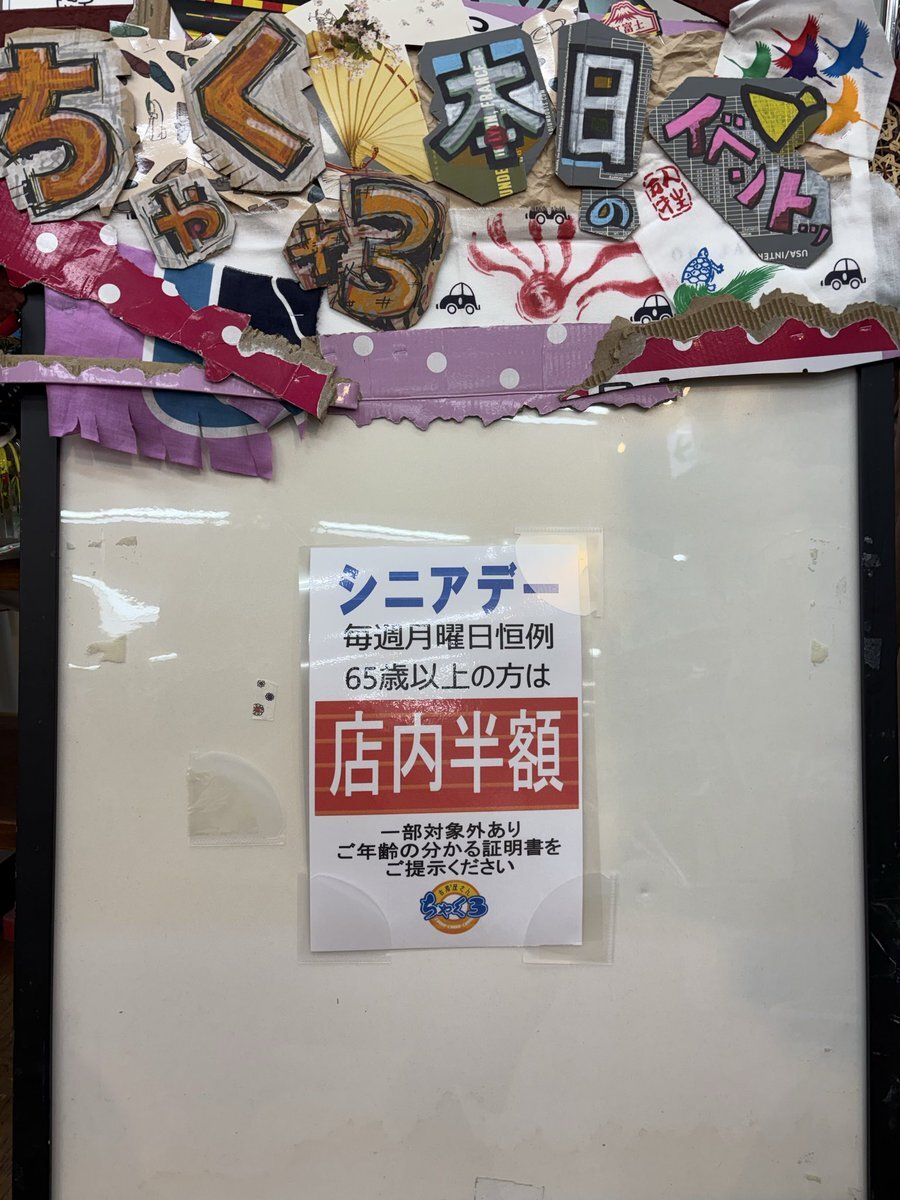 ちゃく3
本日のイベント
シニアデー
毎週月曜日恒例
65歳以上の方は
店内半額
一部対象外あり
ご年齢の分かる証明書を
ご提示ください
ちゃく3